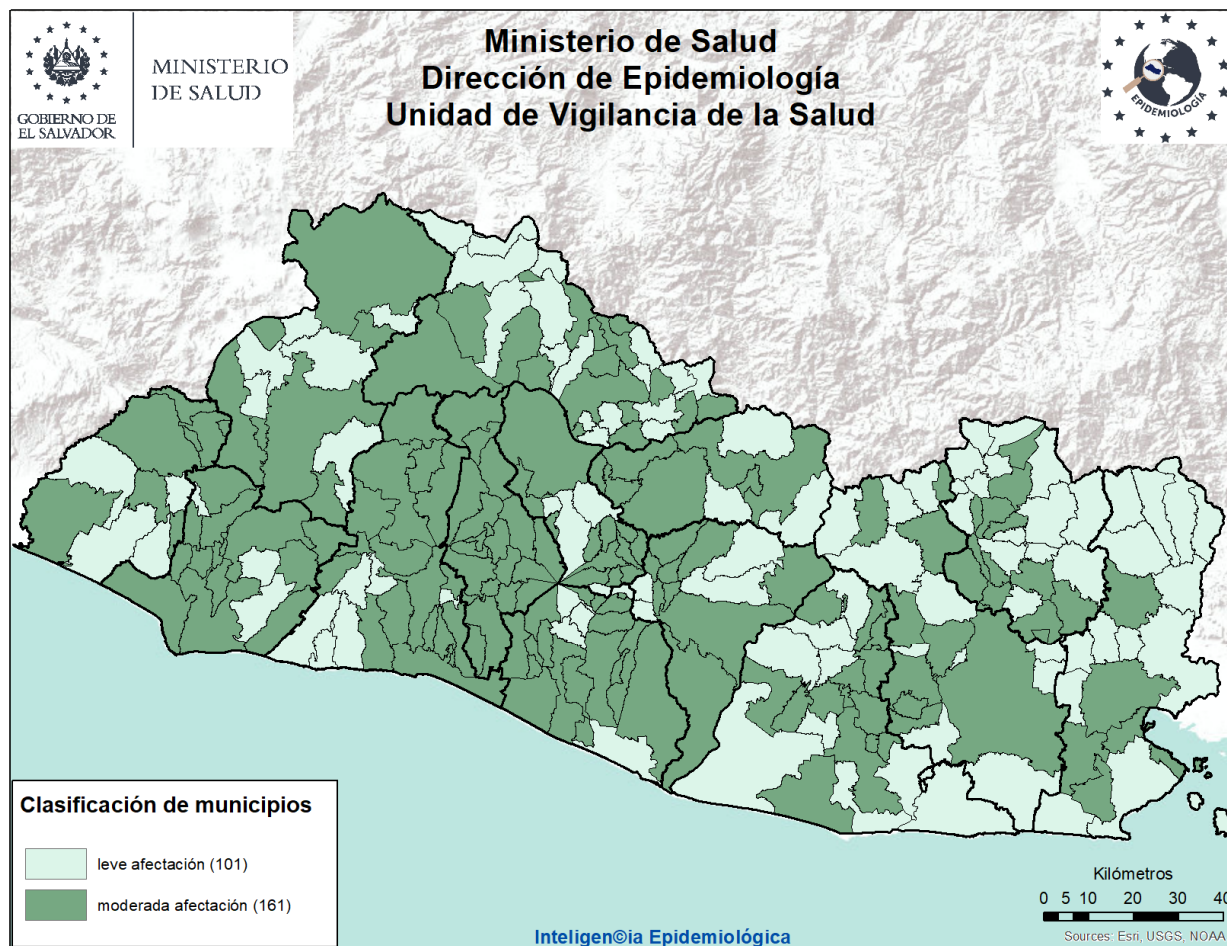 Ministerio de Salud
Dirección de Epidemiología
Unidad de Vigilancia de la Salud
MINISTERIO
DE SALUD
GOBIERNO DE
EL SALVADOR
EPIDEMIOLOGÍA
Clasificación de municipios
leve afectación (101)
moderada afectación (161)
Kilómetros
0 5 10 20 30 40
Sources: Esri, USGS, NOAA
Inteligen©ia Epidemiológica